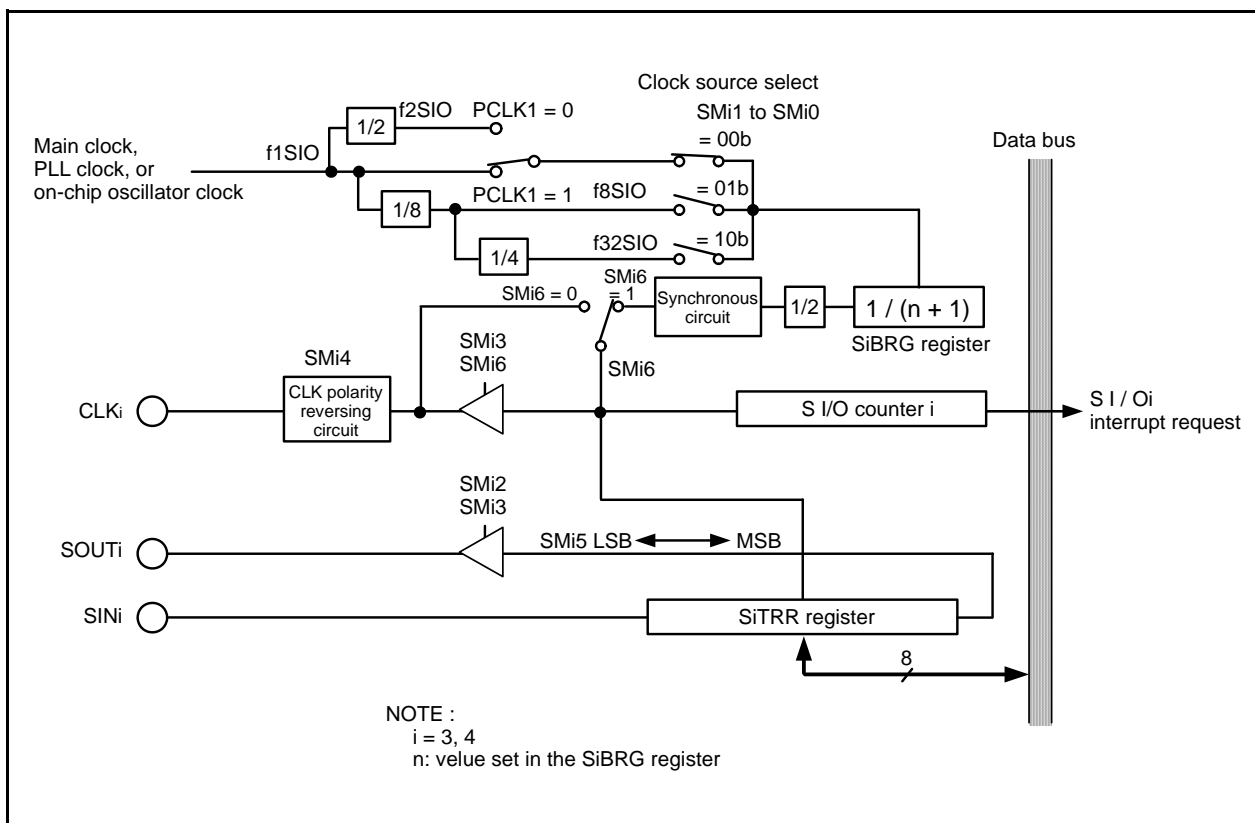 Clock source select
SMi1 to SMi0
f2SIO
PCLK1 = 0
1/2
= 00b
Data bus
Main clock,
PLL clock, or
on-chip oscillator clock
f1SIO
1/8
PCLK1 = 1
f8SIO
= 01b
1/4
f32SIO
= 10b
SMi6 = 0
SMi6
= 1
Synchronous
circuit
1/2
1 / (n + 1)
SiBRG register
SMi6
SMi4
CLK polarity
reversing
circuit
SMi3
SMi6
CLKi
S I/O counter i
S I / Oi
interrupt request
SMi2
SMi3
SOUTi
SMi5 LSB
MSB
SINi
SiTRR register
8
NOTE :
i = 3, 4
n: velue set in the SiBRG register